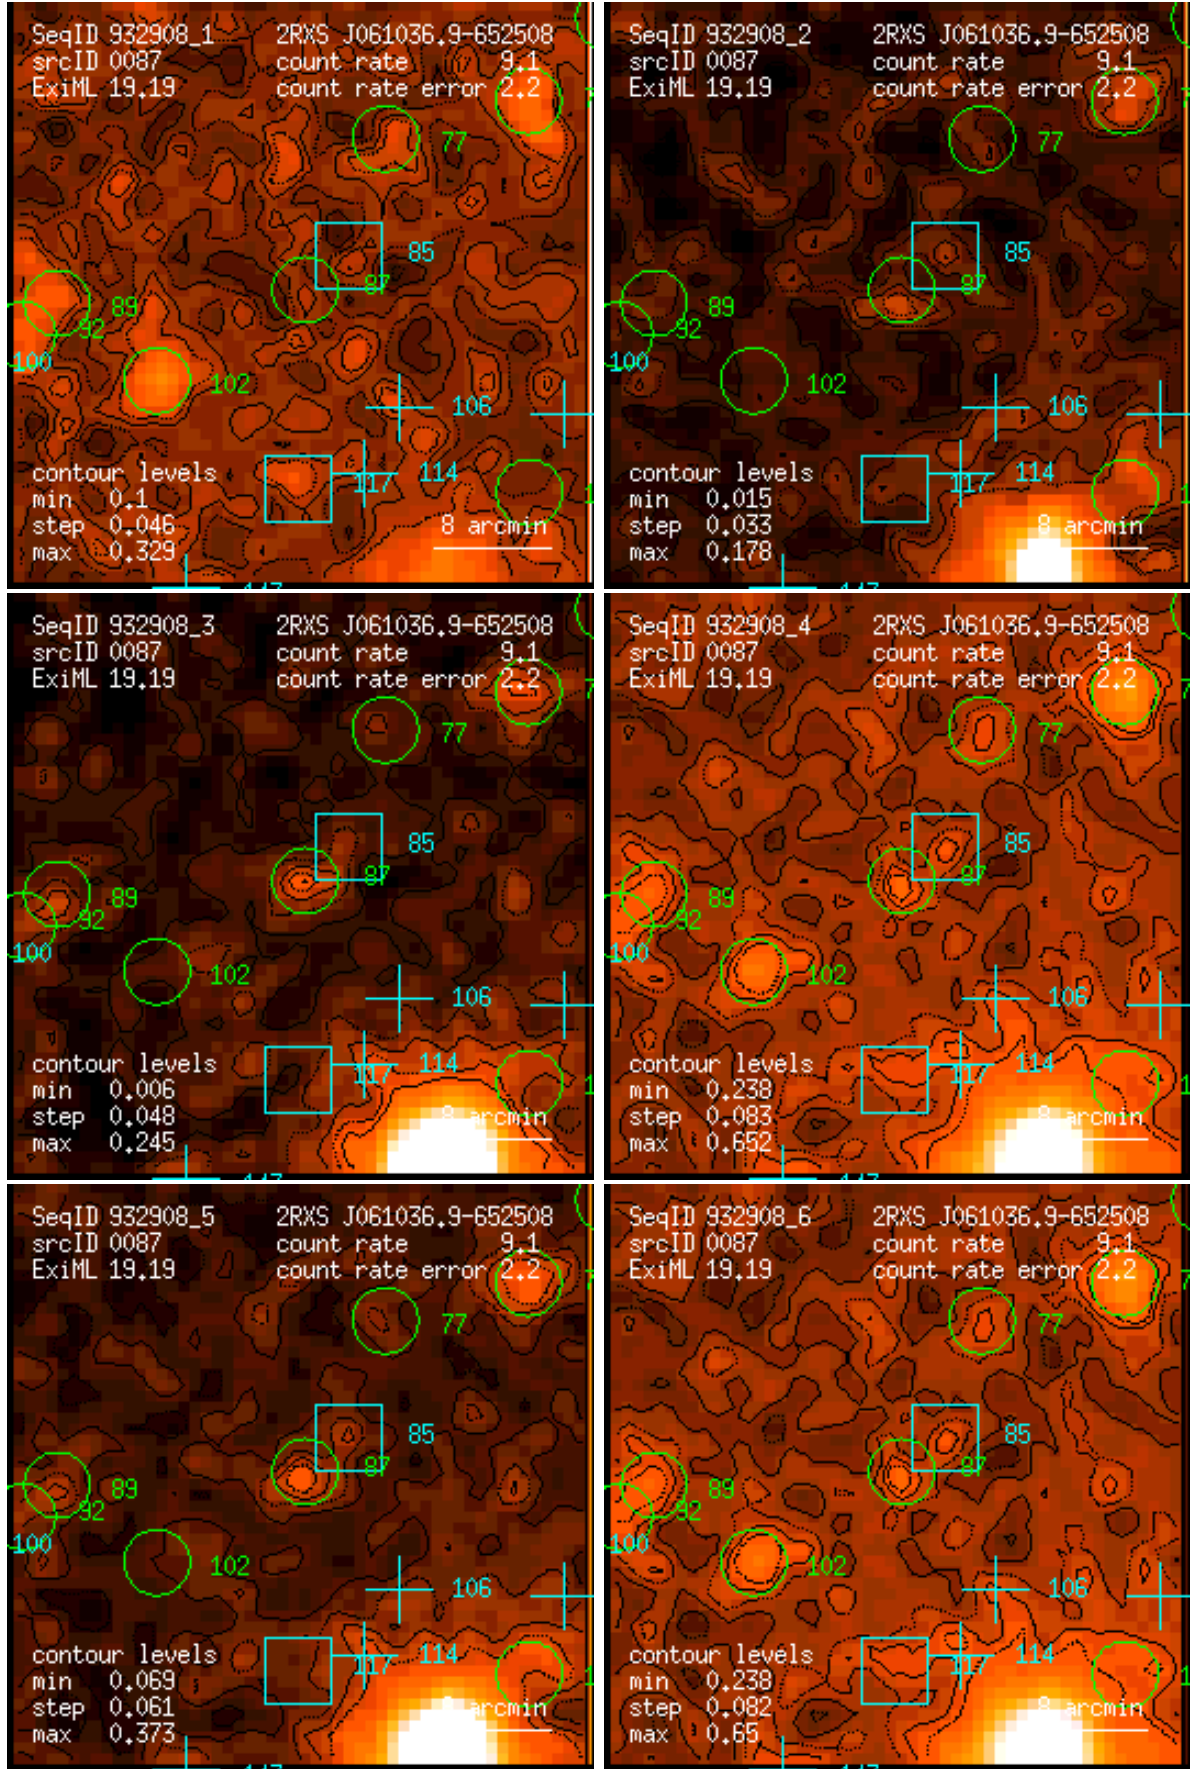 SeqID 932908_1 2RXS J061036.9-652508
srcID 0087 count rate 9.1
ExiML 19.19 count rate error 2.2
77
85
87
89
92
100
102
106
114
117
contour levels
min 0.1
step 0.046
max 0.329
8 arcmin
SeqID 932908_2 2RXS J061036.9-652508
srcID 0087 count rate 9.1
ExiML 19.19 count rate error 2.2
77
85
87
89
92
100
102
106
114
117
contour levels
min 0.015
step 0.033
max 0.178
8 arcmin
SeqID 932908_3 2RXS J061036.9-652508
srcID 0087 count rate 9.1
ExiML 19.19 count rate error 2.2
77
85
87
89
92
100
102
106
114
117
contour levels
min 0.006
step 0.048
max 0.245
8 arcmin
SeqID 932908_4 2RXS J061036.9-652508
srcID 0087 count rate 9.1
ExiML 19.19 count rate error 2.2
77
85
87
89
92
100
102
106
114
117
contour levels
min 0.238
step 0.083
max 0.652
8 arcmin
SeqID 932908_5 2RXS J061036.9-652508
srcID 0087 count rate 9.1
ExiML 19.19 count rate error 2.2
77
85
87
89
92
100
102
106
114
117
contour levels
min 0.069
step 0.061
max 0.373
8 arcmin
SeqID 932908_6 2RXS J061036.9-652508
srcID 0087 count rate 9.1
ExiML 19.19 count rate error 2.2
77
85
87
89
92
100
102
106
114
117
contour levels
min 0.238
step 0.082
max 0.65
8 arcmin